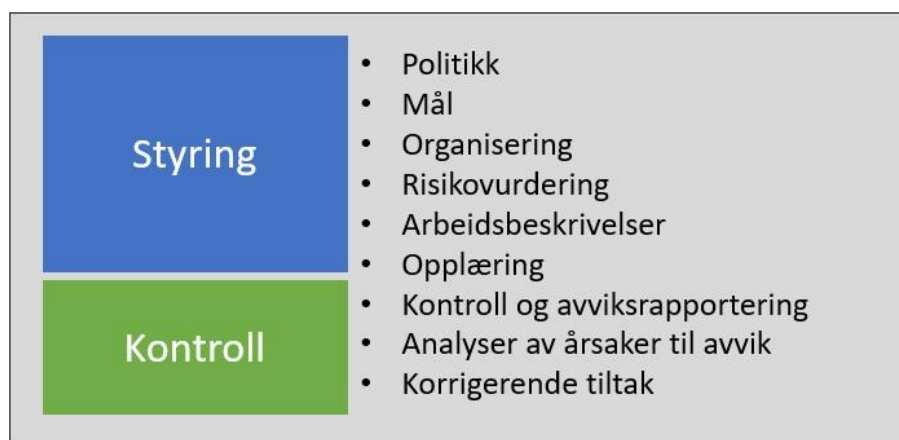 Styring
• Politikk
• Mål
• Organisering
• Risikovurdering
• Arbeidsbeskrivelser
• Opplæring
Kontroll
• Kontroll og avviksrapportering
• Analyser av årsaker til avvik
• Korrigerende tiltak